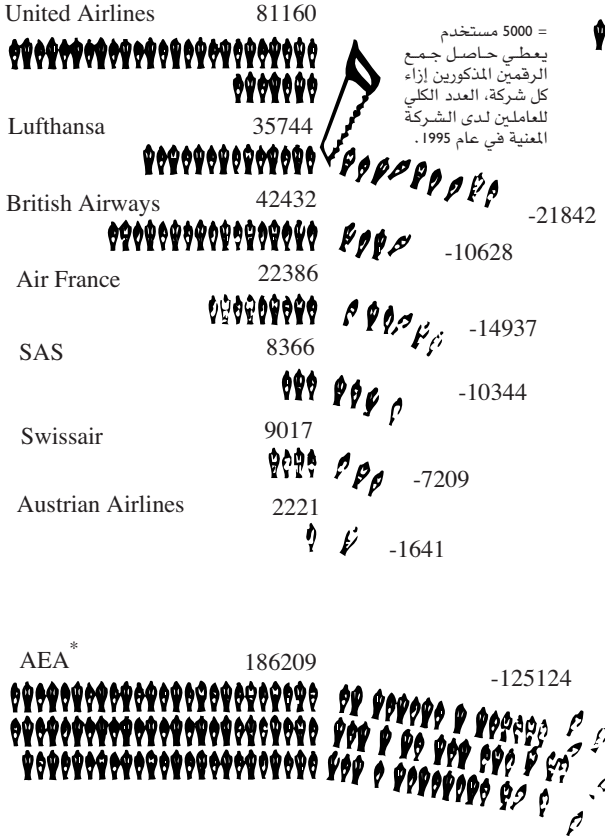 United Airlines 81160
= 5000 مستخدم
يعطي حاصل جمع
الرقمين المذكورين إزاء
كل شركة، العدد الكلي
للعاملين لدى الشركة
المعنية في عام 1995.
Lufthansa 35744
-21842
British Airways 42432
-10628
Air France 22386
-14937
SAS 8366
-10344
Swissair 9017
-7209
Austrian Airlines 2221
-1641
AEA* 186209
-125124